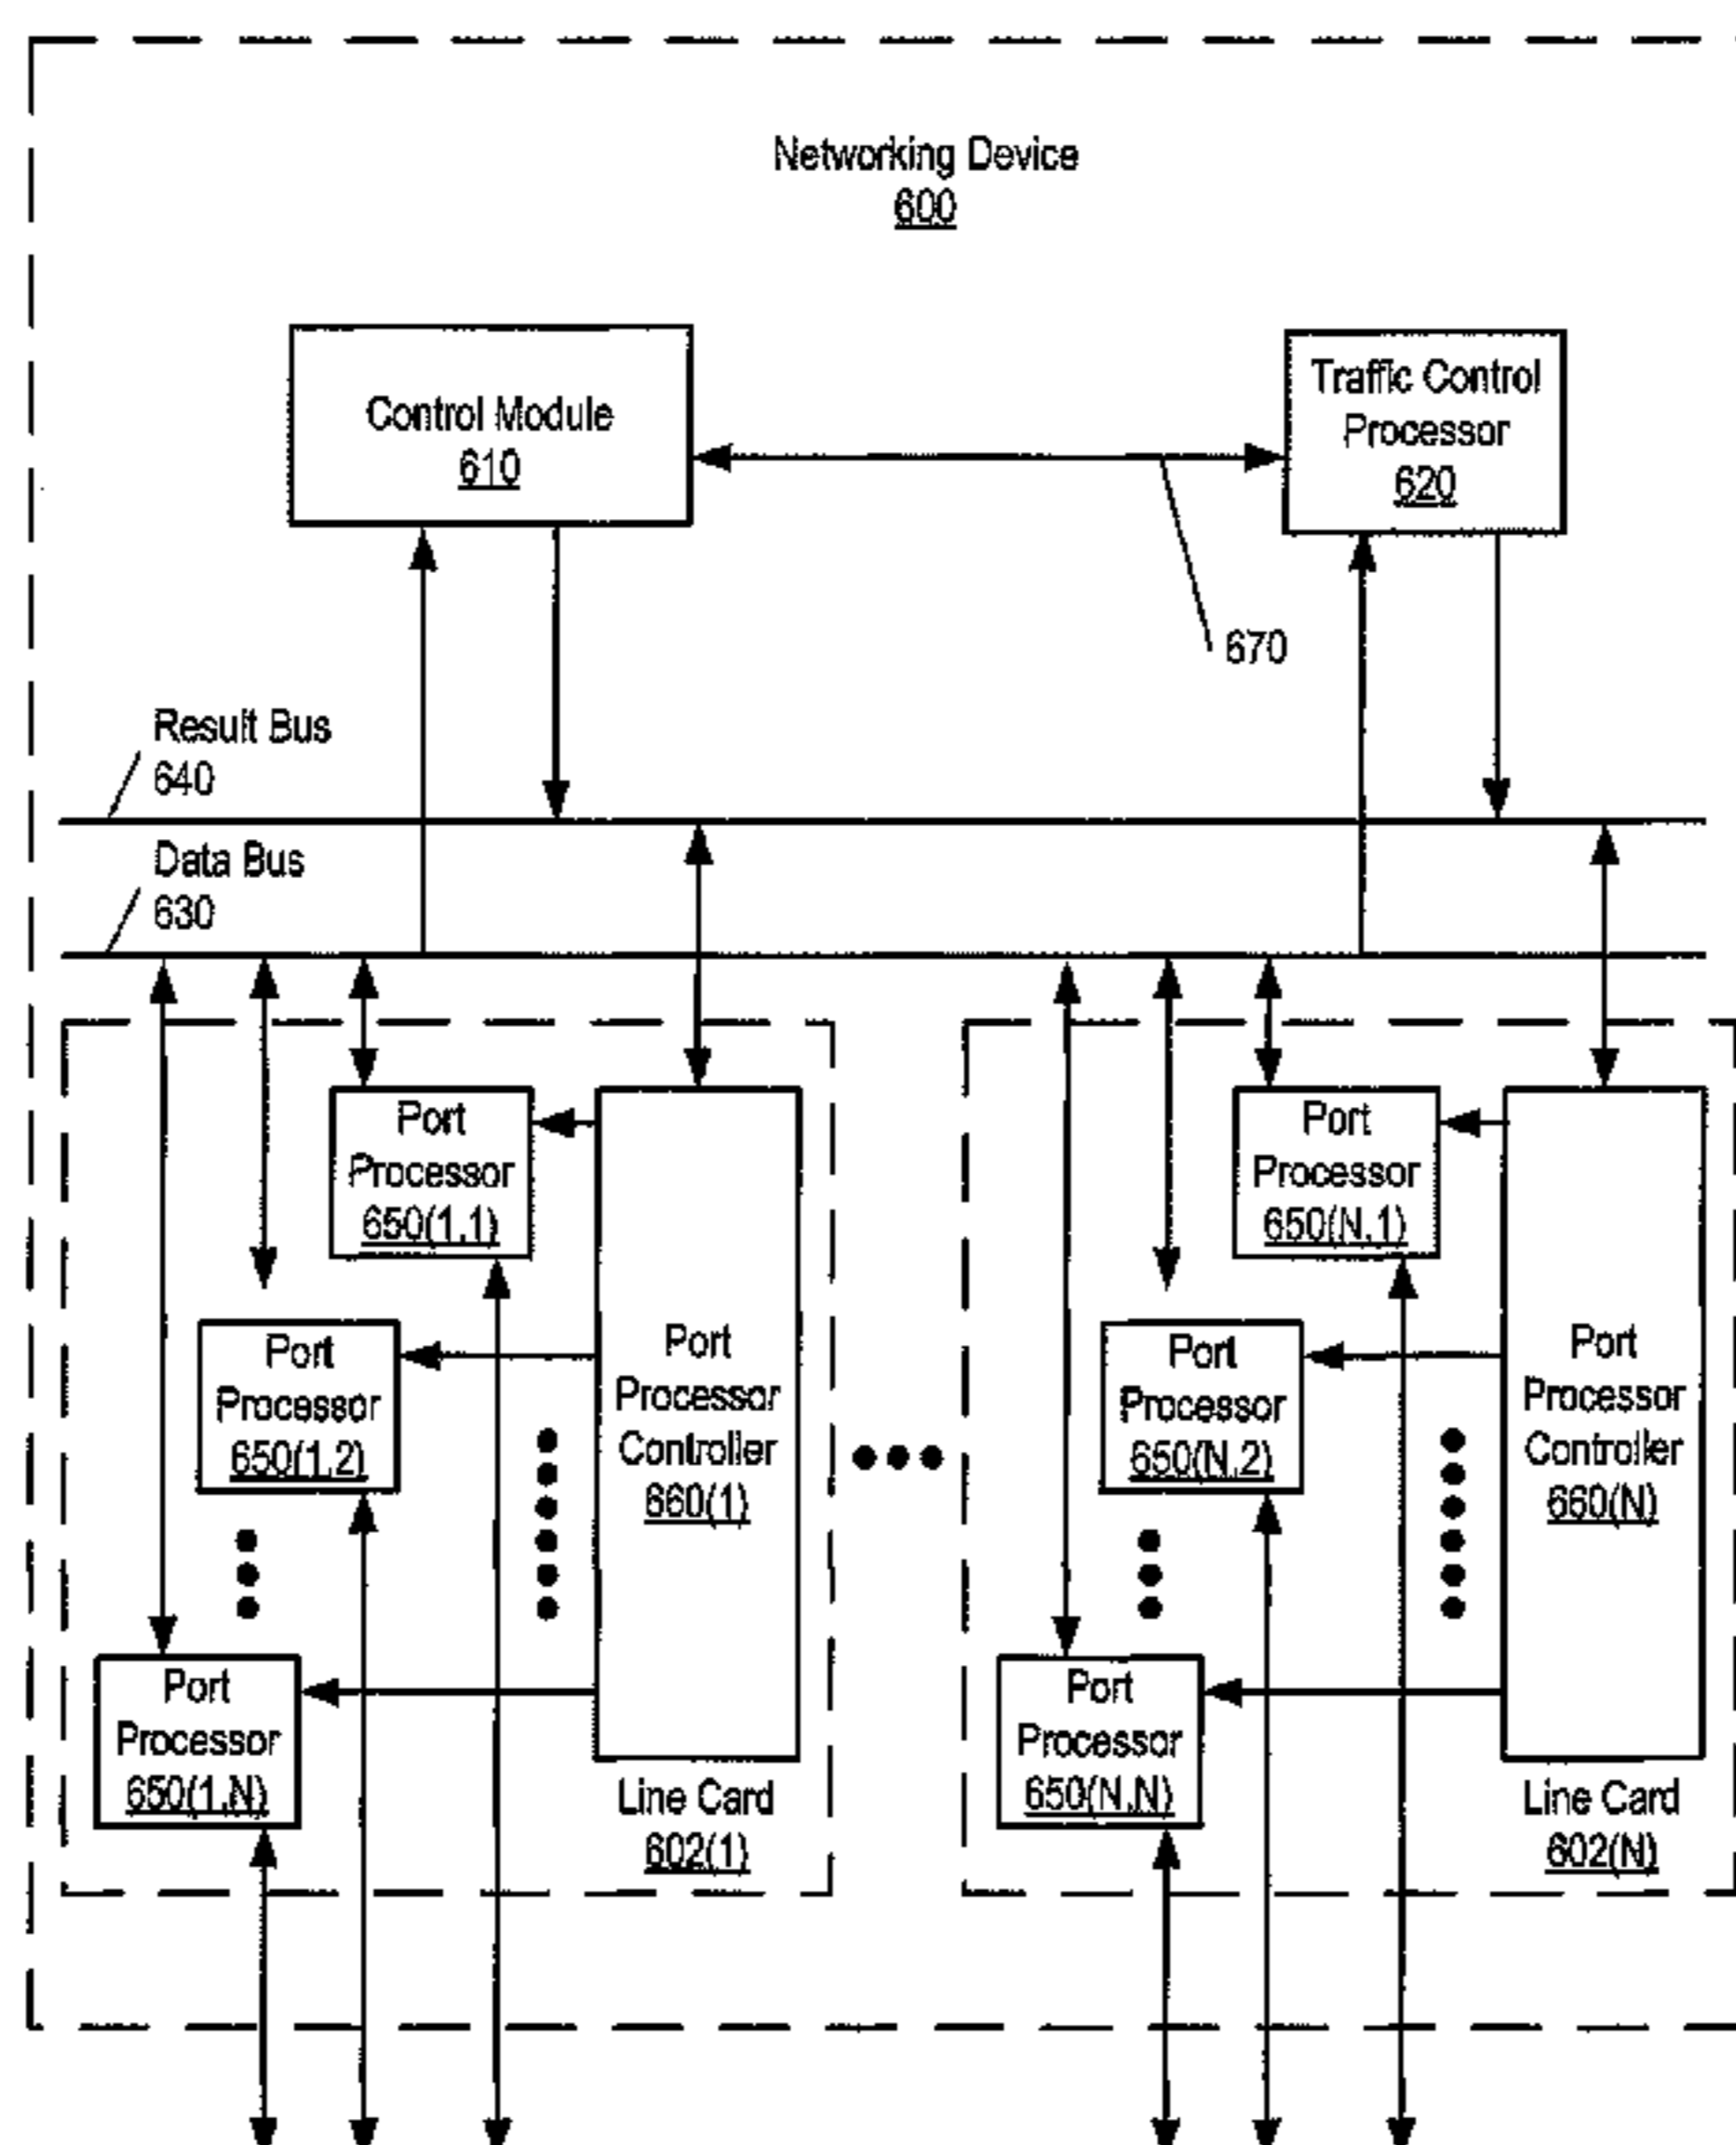 Networking Device
600
Control Module
610
Traffic Control
Processor
620
670
Result Bus
640
Data Bus
630
Port
Processor
650(1,1)
Port
Processor
650(1,2)
Port
Processor
650(1,N)
Port
Processor
Controller
660(1)
Line Card
602(1)
Port
Processor
650(N,1)
Port
Processor
650(N,2)
Port
Processor
650(N,N)
Port
Processor
Controller
660(N)
Line Card
602(N)